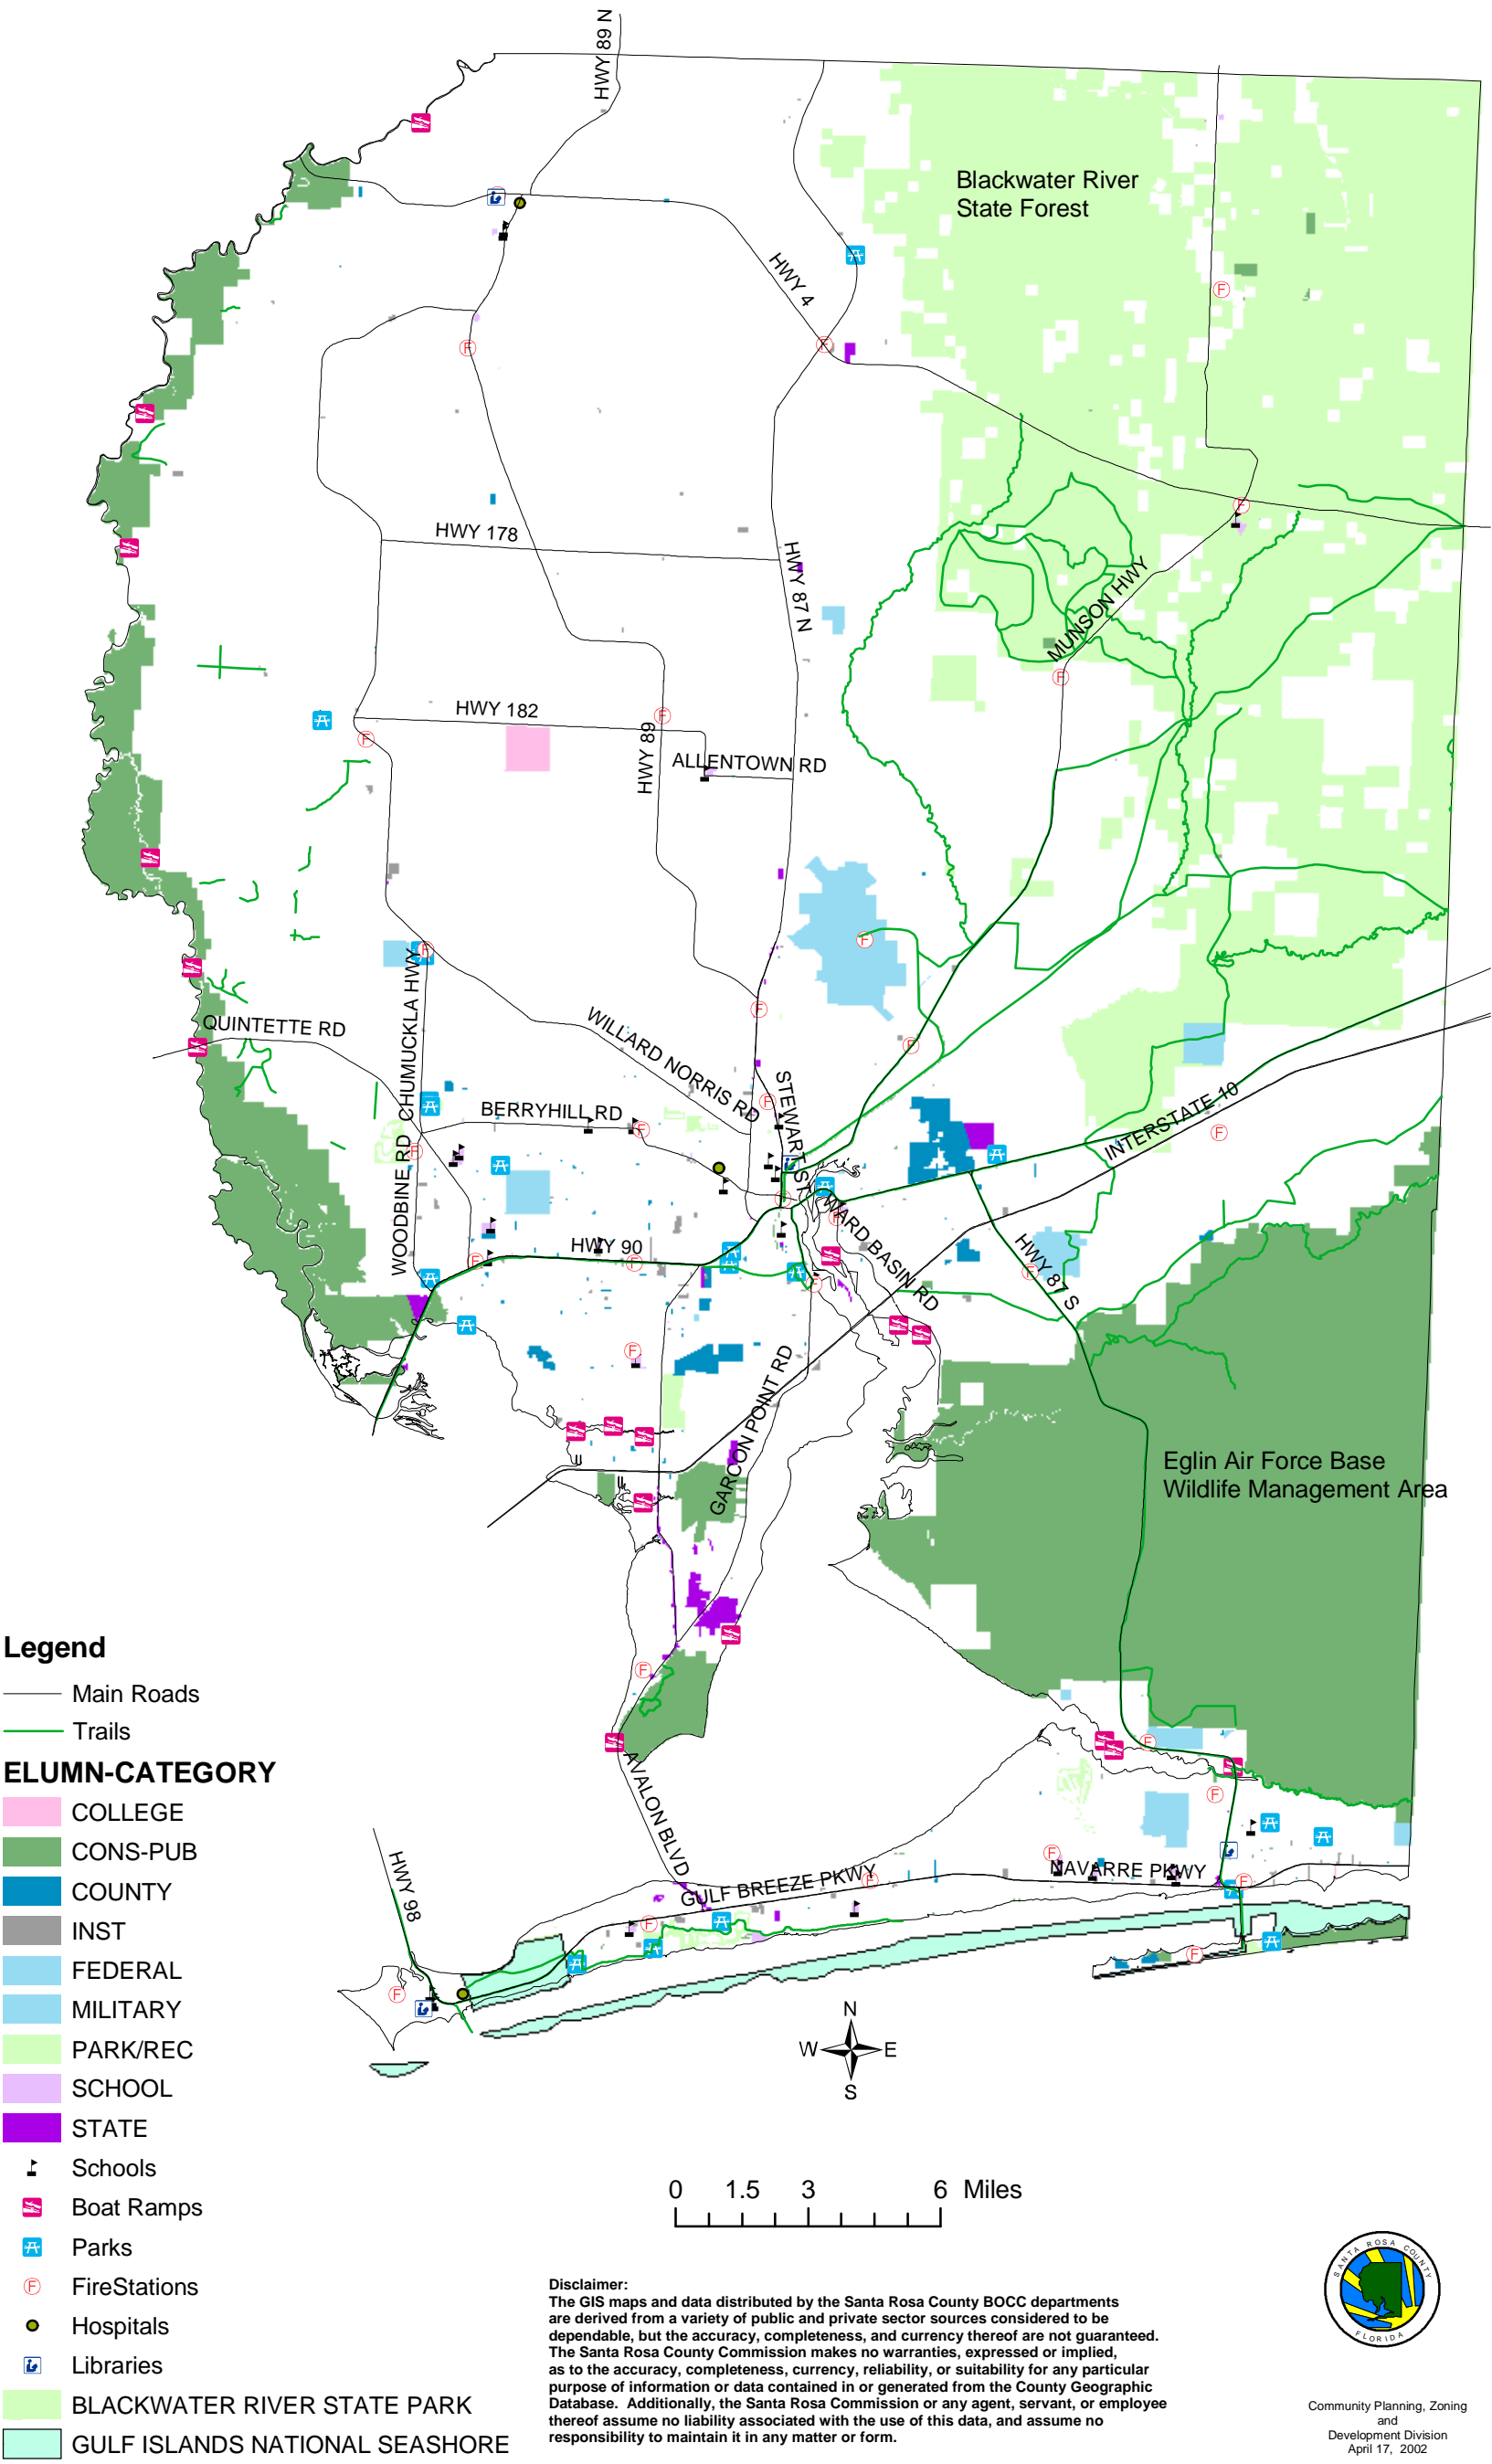 HWY 89 N
Blackwater River
State Forest
HWY 4
HWY 178
HWY 87 N
MUNSON HWY
HWY 182
HWY 89
ALLENTOWN RD
CHUMUCKLA HWY
QUINTETTE RD
WILLARD NORRIS RD
STEWART ST
BERRYHILL RD
WOODBINE RD
INTERSTATE 10
WARD BASIN RD
HWY 90
HWY 87 S
GARCON POINT RD
Eglin Air Force Base
Wildlife Management Area
AVALON BLVD
HWY 98
GULF BREEZE PKWY
NAVARRE PKWY
N
W E
S
Legend
Main Roads
Trails
ELUMN-CATEGORY
COLLEGE
CONS-PUB
COUNTY
INST
FEDERAL
MILITARY
PARK/REC
SCHOOL
STATE
Schools
Boat Ramps
Parks
F FireStations
Hospitals
Libraries
BLACKWATER RIVER STATE PARK
GULF ISLANDS NATIONAL SEASHORE
0 1.5 3 6 Miles
Disclaimer:
The GIS maps and data distributed by the Santa Rosa County BOCC departments
are derived from a variety of public and private sector sources considered to be
dependable, but the accuracy, completeness, and currency thereof are not guaranteed.
The Santa Rosa County Commission makes no warranties, expressed or implied,
as to the accuracy, completeness, currency, reliability, or suitability for any particular
purpose of information or data contained in or generated from the County Geographic
Database. Additionally, the Santa Rosa Commission or any agent, servant, or employee
thereof assume no liability associated with the use of this data, and assume no
responsibility to maintain it in any matter or form.
SANTA ROSA COUNTY
FLORIDA
Community Planning, Zoning
and
Development Division
April 17, 2002